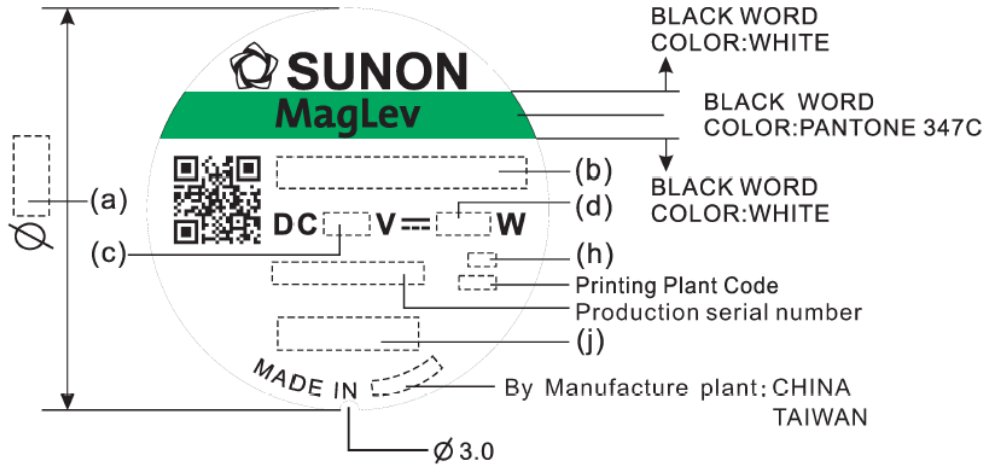 BLACK WORD
COLOR:WHITE
SUNON
MagLev
BLACK WORD
COLOR:PANTONE 347C
(a)
(b)
BLACK WORD
COLOR:WHITE
DC V W
(d)
Ø
(c)
(h)
Printing Plant Code
Production serial number
(j)
MADE IN
By Manufacture plant: CHINA
TAIWAN
Ø 3.0